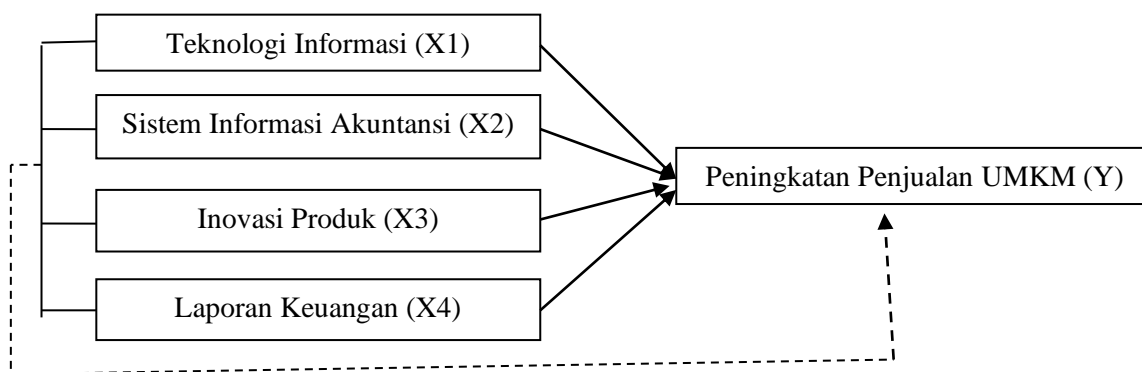 Teknologi Informasi (X1)
Sistem Informasi Akuntansi (X2)
Peningkatan Penjualan UMKM (Y)
Inovasi Produk (X3)
Laporan Keuangan (X4)